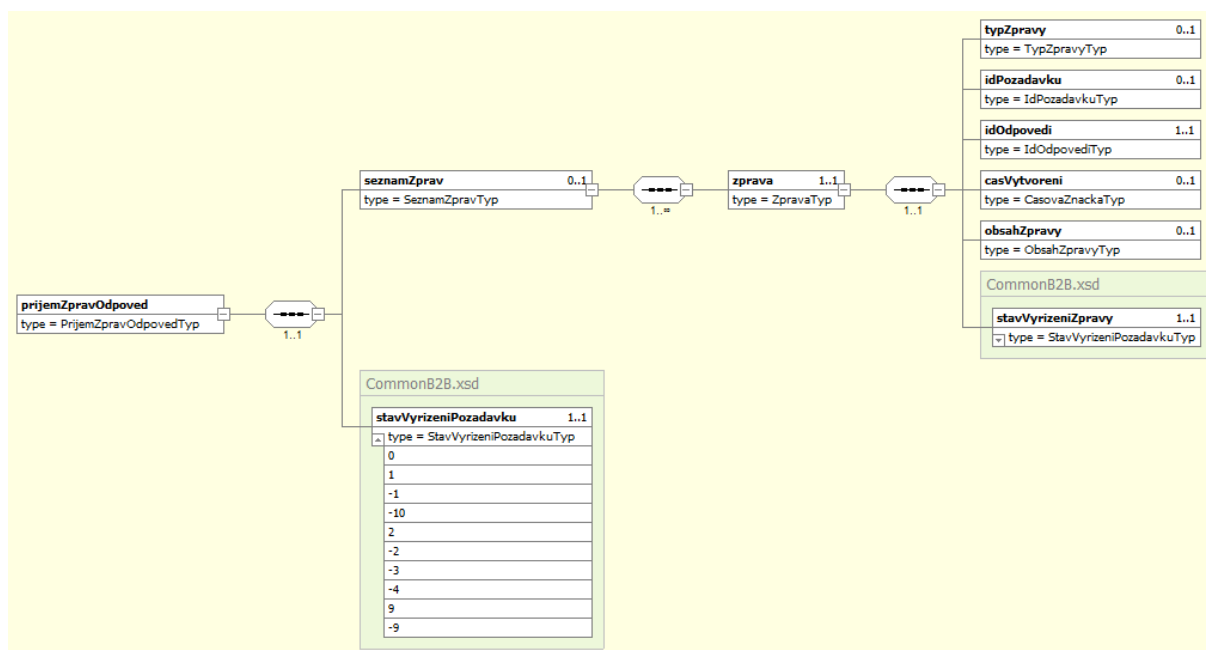 typZpravy 0..1
type = TypZpravyTyp
idPozadavku 0..1
type = IdPozadavkuTyp
idOdpovedi 1..1
type = IdOdpovediTyp
seznamZprav 0..1
type = SeznamZpravTyp
1..∞
zprava 1..1
type = ZpravaTyp
1..1
casVytvoreni 0..1
type = CasovaZnackaTyp
obsahZpravy 0..1
type = ObsahZpravyTyp
CommonB2B.xsd
stavVyrizeniZpravy 1..1
type = StavVyrizeniPozadavkuTyp
prijemZpravOdpoved
type = PrijemZpravOdpovedTyp
1..1
CommonB2B.xsd
stavVyrizeniPozadavku 1..1
type = StavVyrizeniPozadavkuTyp
0
1
-1
-10
2
-2
-3
-4
9
-9